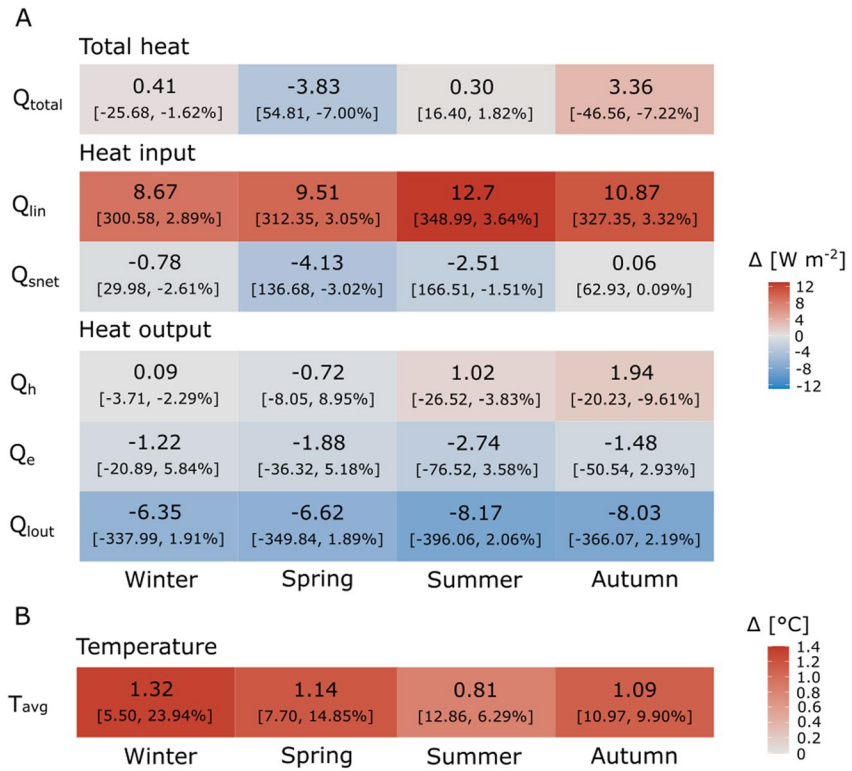 A
Total heat
Qtotal 0.41 -3.83 0.30 3.36
[-25.68, -1.62%] [54.81, -7.00%] [16.40, 1.82%] [-46.56, -7.22%]
Heat input
Qlin 8.67 9.51 12.7 10.87
[300.58, 2.89%] [312.35, 3.05%] [348.99, 3.64%] [327.35, 3.32%]
Qsnet -0.78 -4.13 -2.51 0.06
[29.98, -2.61%] [136.68, -3.02%] [166.51, -1.51%] [62.93, 0.09%]
Δ [W m-2]
12
4
0
-4
-8
-12
Heat output
Qh 0.09 -0.72 1.02 1.94
[-3.71, -2.29%] [-8.05, 8.95%] [-26.52, -3.83%] [-20.23, -9.61%]
Qe -1.22 -1.88 -2.74 -1.48
[-20.89, 5.84%] [-36.32, 5.18%] [-76.52, 3.58%] [-50.54, 2.93%]
Qlout -6.35 -6.62 -8.17 -8.03
[-337.99, 1.91%] [-349.84, 1.89%] [-396.06, 2.06%] [-366.07, 2.19%]
Winter Spring Summer Autumn
B
Temperature
Tavg 1.32 1.14 0.81 1.09
[5.50, 23.94%] [7.70, 14.85%] [12.86, 6.29%] [10.97, 9.90%]
Winter Spring Summer Autumn
Δ [°C]
1.4
1.2
1.0
0.8
0.6
0.4
0.2
0